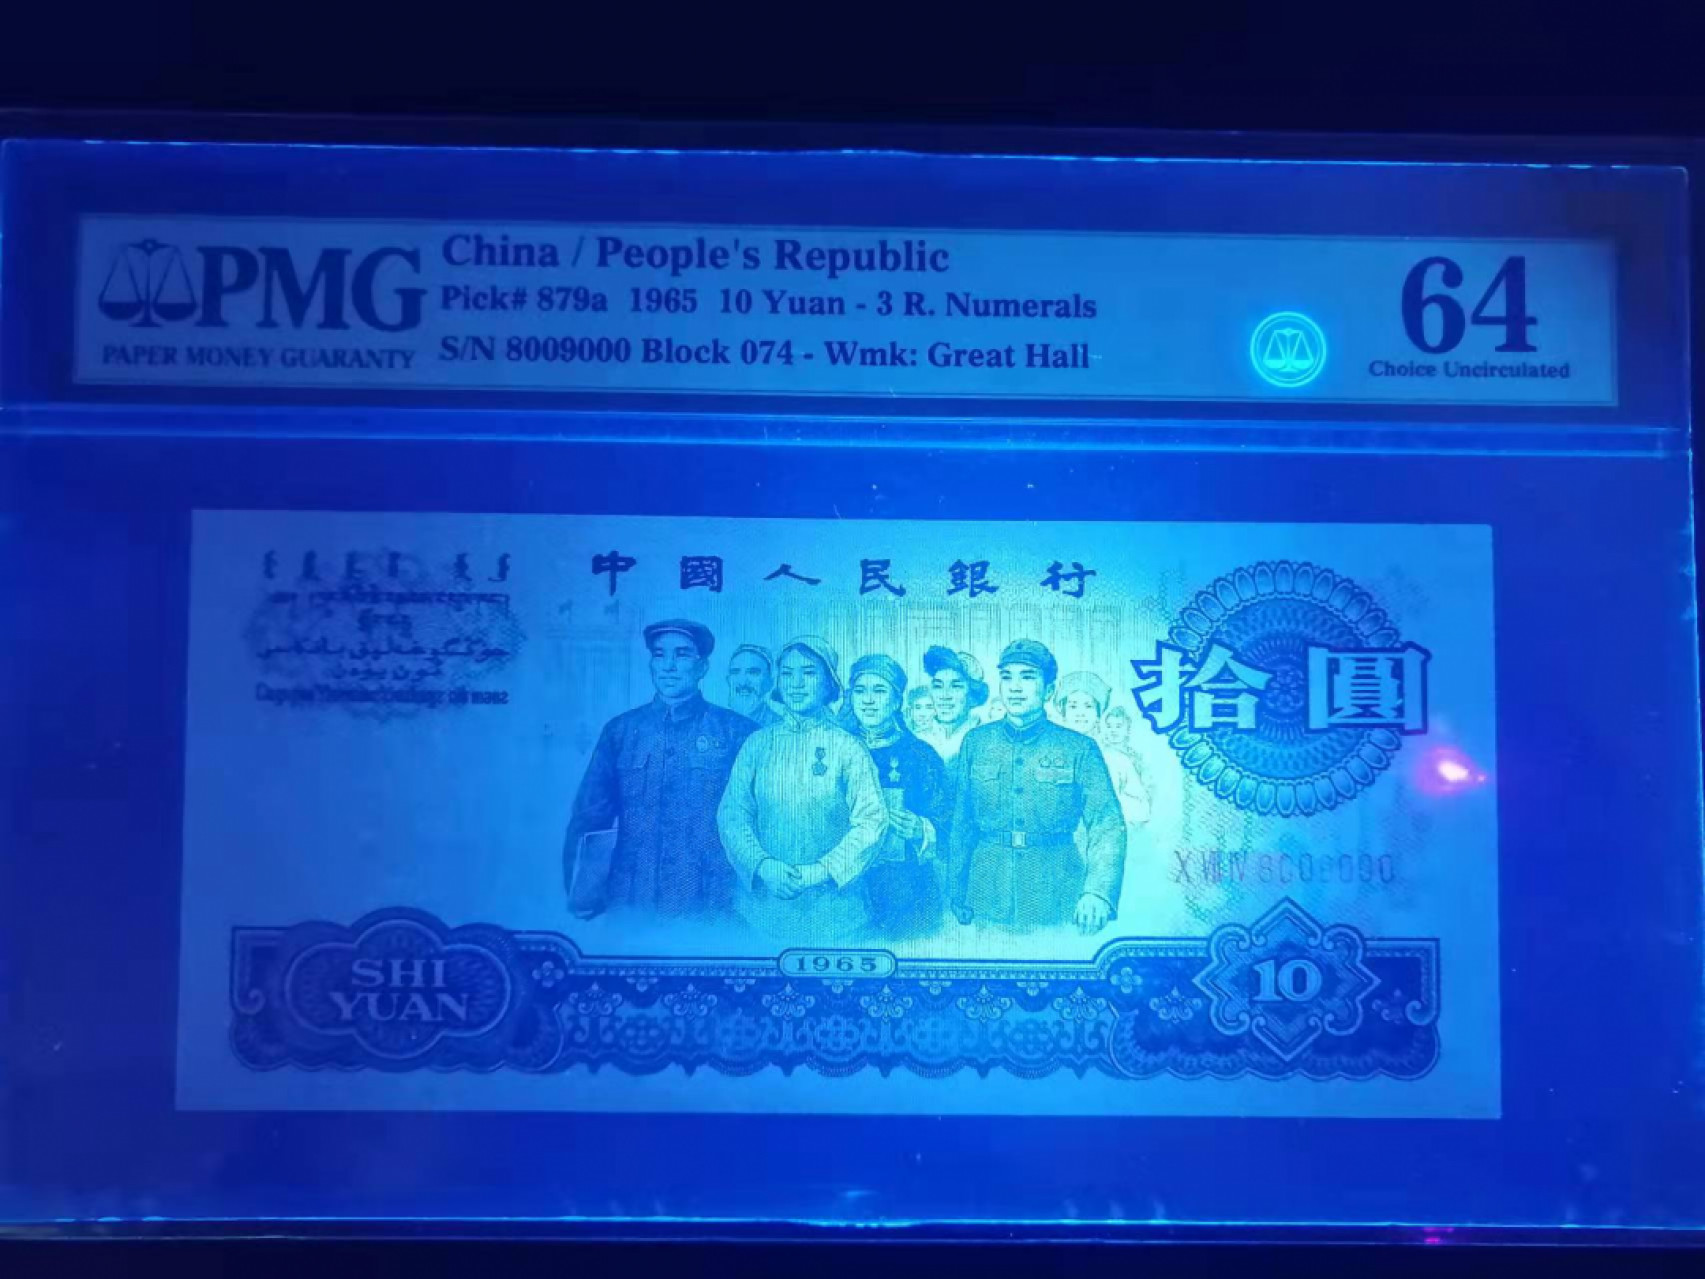 PMG
PAPER MONEY GUARANTY
China / People's Republic
Pick# 879a 1965 10 Yuan - 3 R. Numerals
S/N 8009000 Block 074 - Wmk: Great Hall
64
Choice Uncirculated
中國人民銀行
拾圓
SHI
YUAN
1965
10